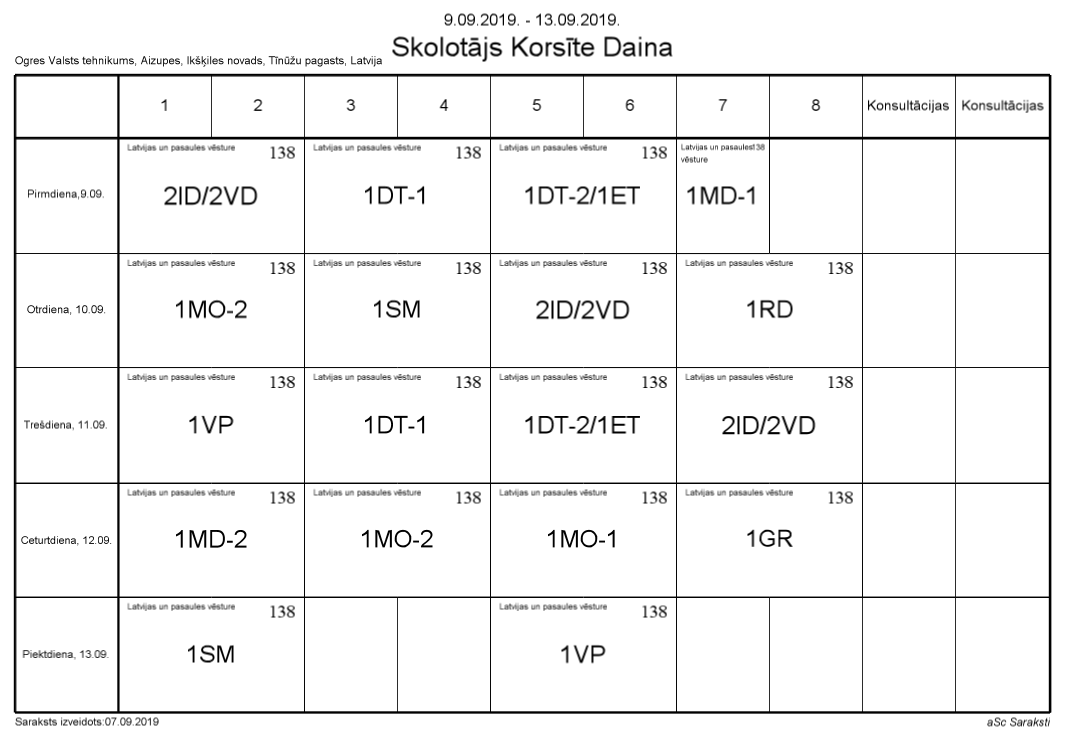 9.09.2019. - 13.09.2019.
Skolotājs Korsīte Daina
Ogres Valsts tehnikums, Aizupes, Ikšķiles novads, Tīnūžu pagasts, Latvija
1 2 3 4 5 6 7 8 Konsultācijas Konsultācijas
Latvijas un pasaules vēsture 138 Latvijas un pasaules vēsture 138 Latvijas un pasaules vēsture 138 Latvijas un pasaules138
vēsture
Pirmdiena,9.09. 2ID/2VD 1DT-1 1DT-2/1ET 1MD-1
Latvijas un pasaules vēsture 138 Latvijas un pasaules vēsture 138 Latvijas un pasaules vēsture 138 Latvijas un pasaules vēsture 138
Otrdiena, 10.09. 1MO-2 1SM 2ID/2VD 1RD
Latvijas un pasaules vēsture 138 Latvijas un pasaules vēsture 138 Latvijas un pasaules vēsture 138 Latvijas un pasaules vēsture 138
Trešdiena, 11.09. 1VP 1DT-1 1DT-2/1ET 2ID/2VD
Latvijas un pasaules vēsture 138 Latvijas un pasaules vēsture 138 Latvijas un pasaules vēsture 138 Latvijas un pasaules vēsture 138
Ceturtdiena, 12.09. 1MD-2 1MO-2 1MO-1 1GR
Latvijas un pasaules vēsture 138 Latvijas un pasaules vēsture 138
Piektdiena, 13.09. 1SM 1VP
Saraksts izveidots:07.09.2019 aSc Saraksti